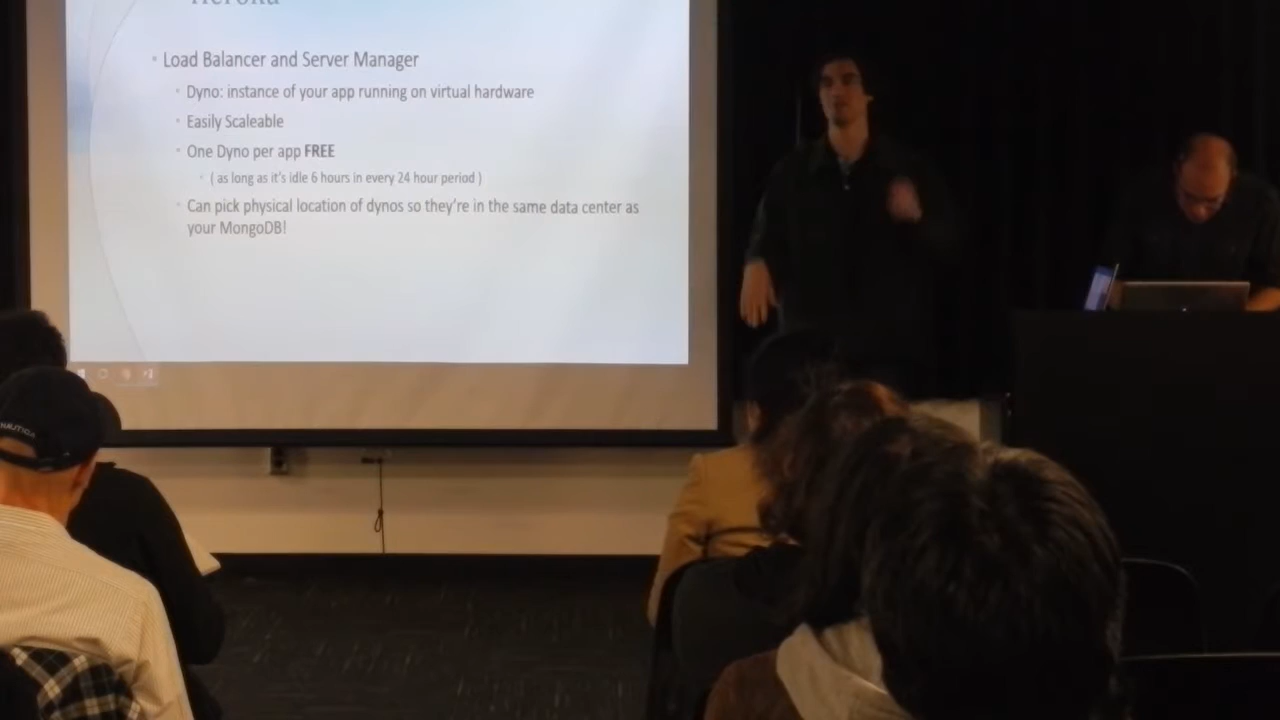 Heroku
Load Balancer and Server Manager
Dyno: instance of your app running on virtual hardware
Easily Scaleable
One Dyno per app FREE
( as long as it's idle 6 hours in every 24 hour period )
Can pick physical location of dynos so they're in the same data center as
your MongoDB!
NAUTICA